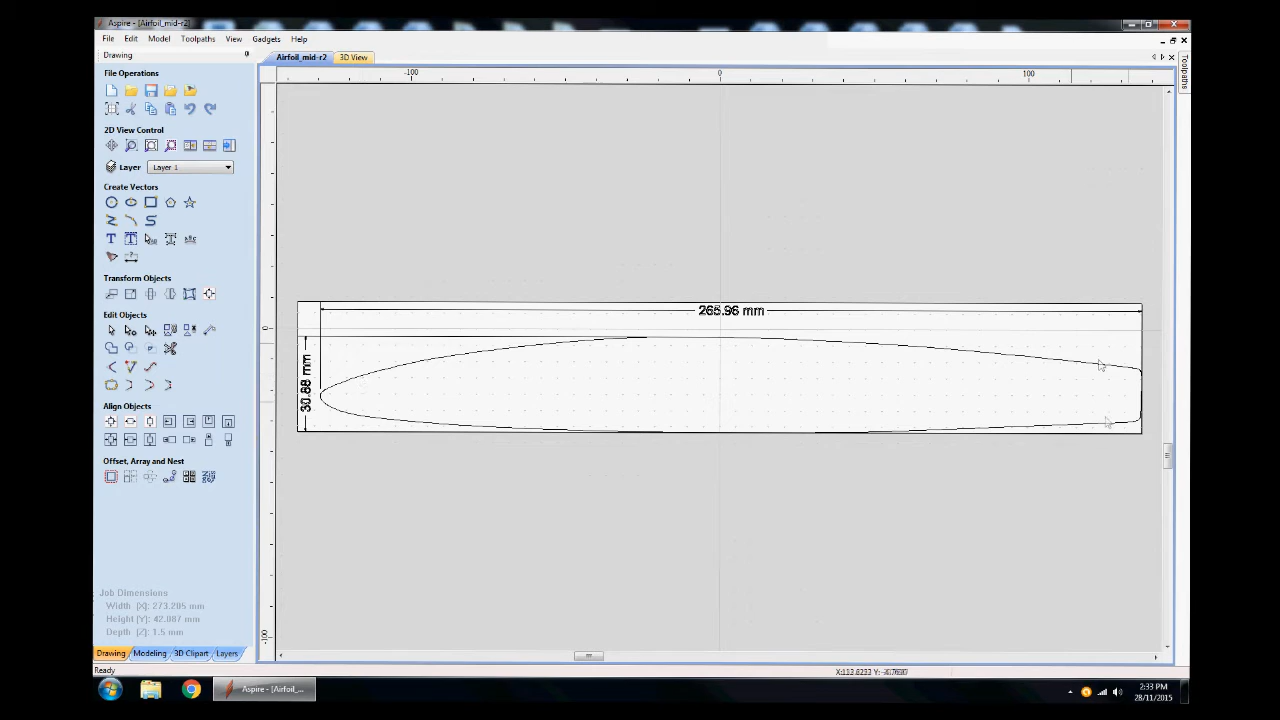 Aspire - [Airfoil_mid-r2]
File Edit Model Toolpaths View Gadgets Help
Drawing
Airfoil_mid-r2 3D View
File Operations
2D View Control
Layer Layer 1
Create Vectors
Transform Objects
Edit Objects
Align Objects
Offset, Array and Nest
Job Dimensions
Width [X]: 273.205 mm
Height [Y]: 42.887 mm
Depth [Z]: 1.5 mm
Drawing Modeling 3D Clipart Layers
-100 0 100
0
-100
265.96 mm
30.88 mm
Toolpaths
Ready
Aspire - [Airfoil_...
2:33 PM
28/11/2015